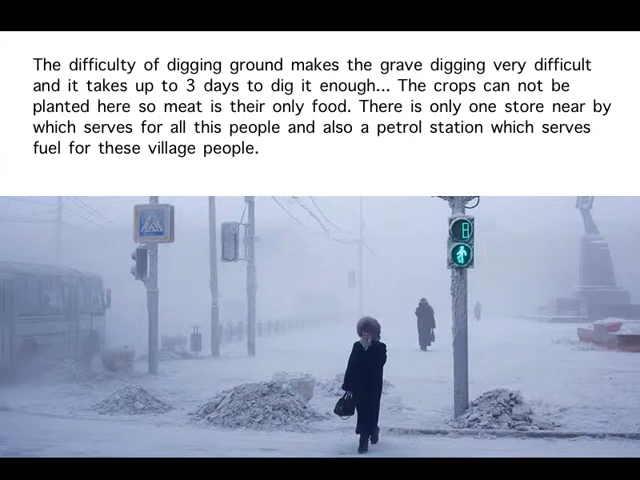 The difficulty of digging ground makes the grave digging very difficult
and it takes up to 3 days to dig it enough... The crops can not be
planted here so meat is their only food. There is only one store near by
which serves for all this people and also a petrol station which serves
fuel for these village people.
8